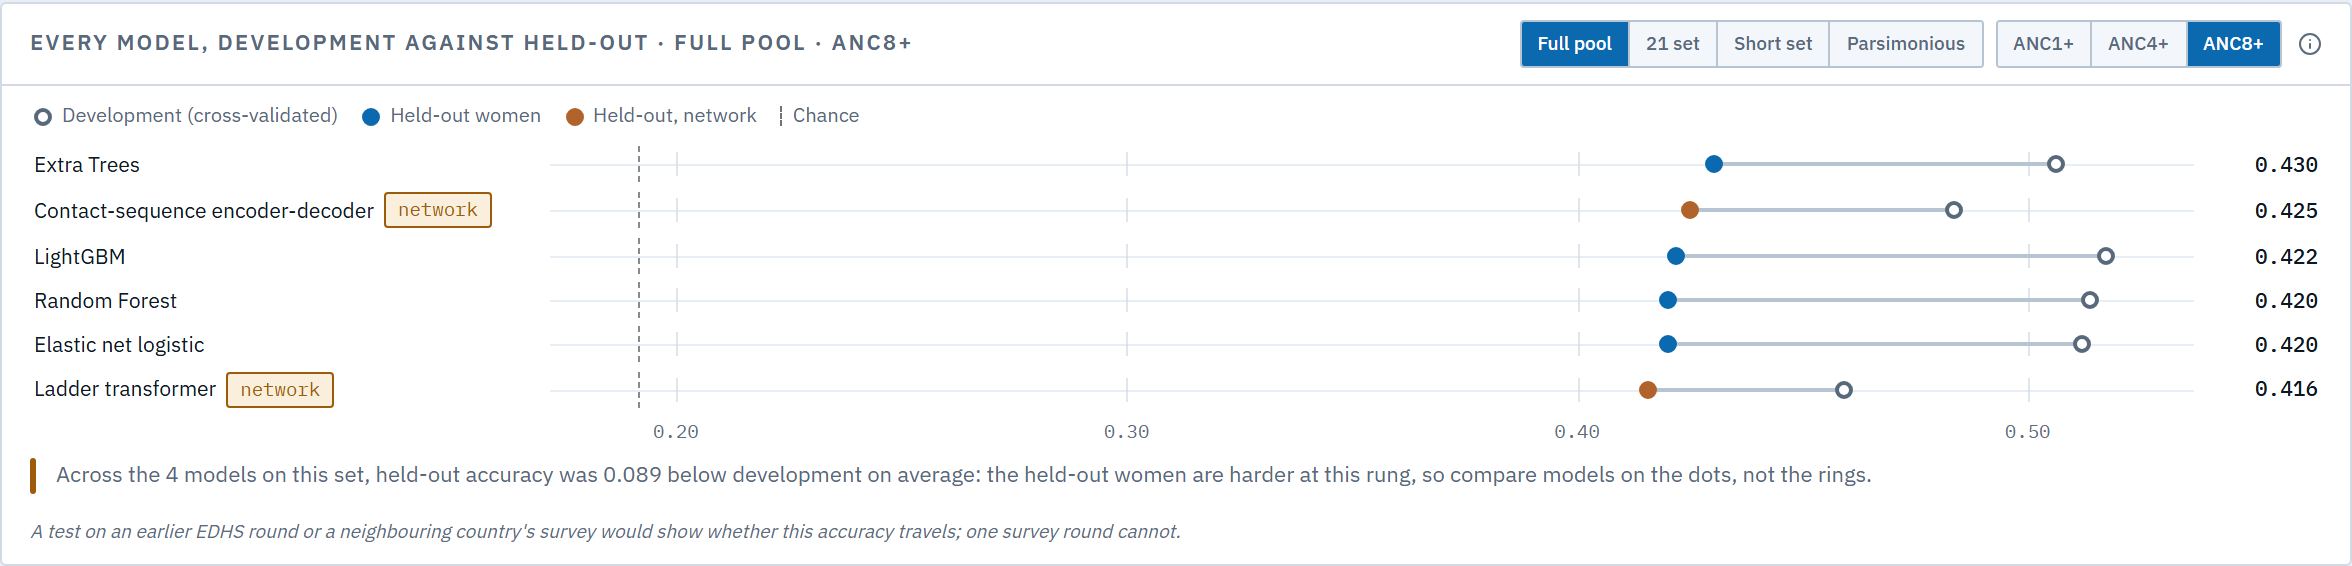 EVERY MODEL, DEVELOPMENT AGAINST HELD-OUT · FULL POOL · ANC8+
Full pool 21 set Short set Parsimonious ANC1+ ANC4+ ANC8+
Development (cross-validated) Held-out women Held-out, network Chance
Extra Trees 0.430
Contact-sequence encoder-decoder network 0.425
LightGBM 0.422
Random Forest 0.420
Elastic net logistic 0.420
Ladder transformer network 0.416
0.20 0.30 0.40 0.50
Across the 4 models on this set, held-out accuracy was 0.089 below development on average: the held-out women are harder at this rung, so compare models on the dots, not the rings.
A test on an earlier EDHS round or a neighbouring country's survey would show whether this accuracy travels; one survey round cannot.